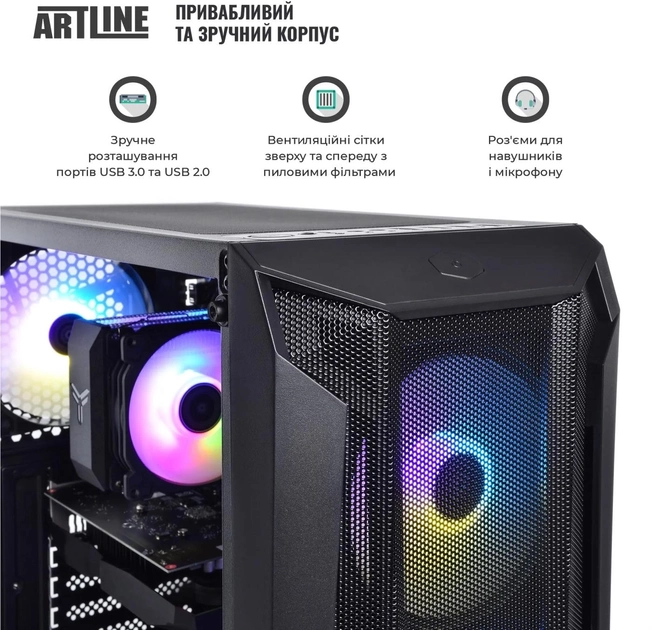 ARTLINE
ПРИВАБЛИВИЙ
ТА ЗРУЧНИЙ КОРПУС
Зручне
розташування
портів USB 3.0 та USB 2.0
Вентиляційні сітки
зверху та спереду з
пиловими фільтрами
Роз'єми для
навушників
і мікрофону